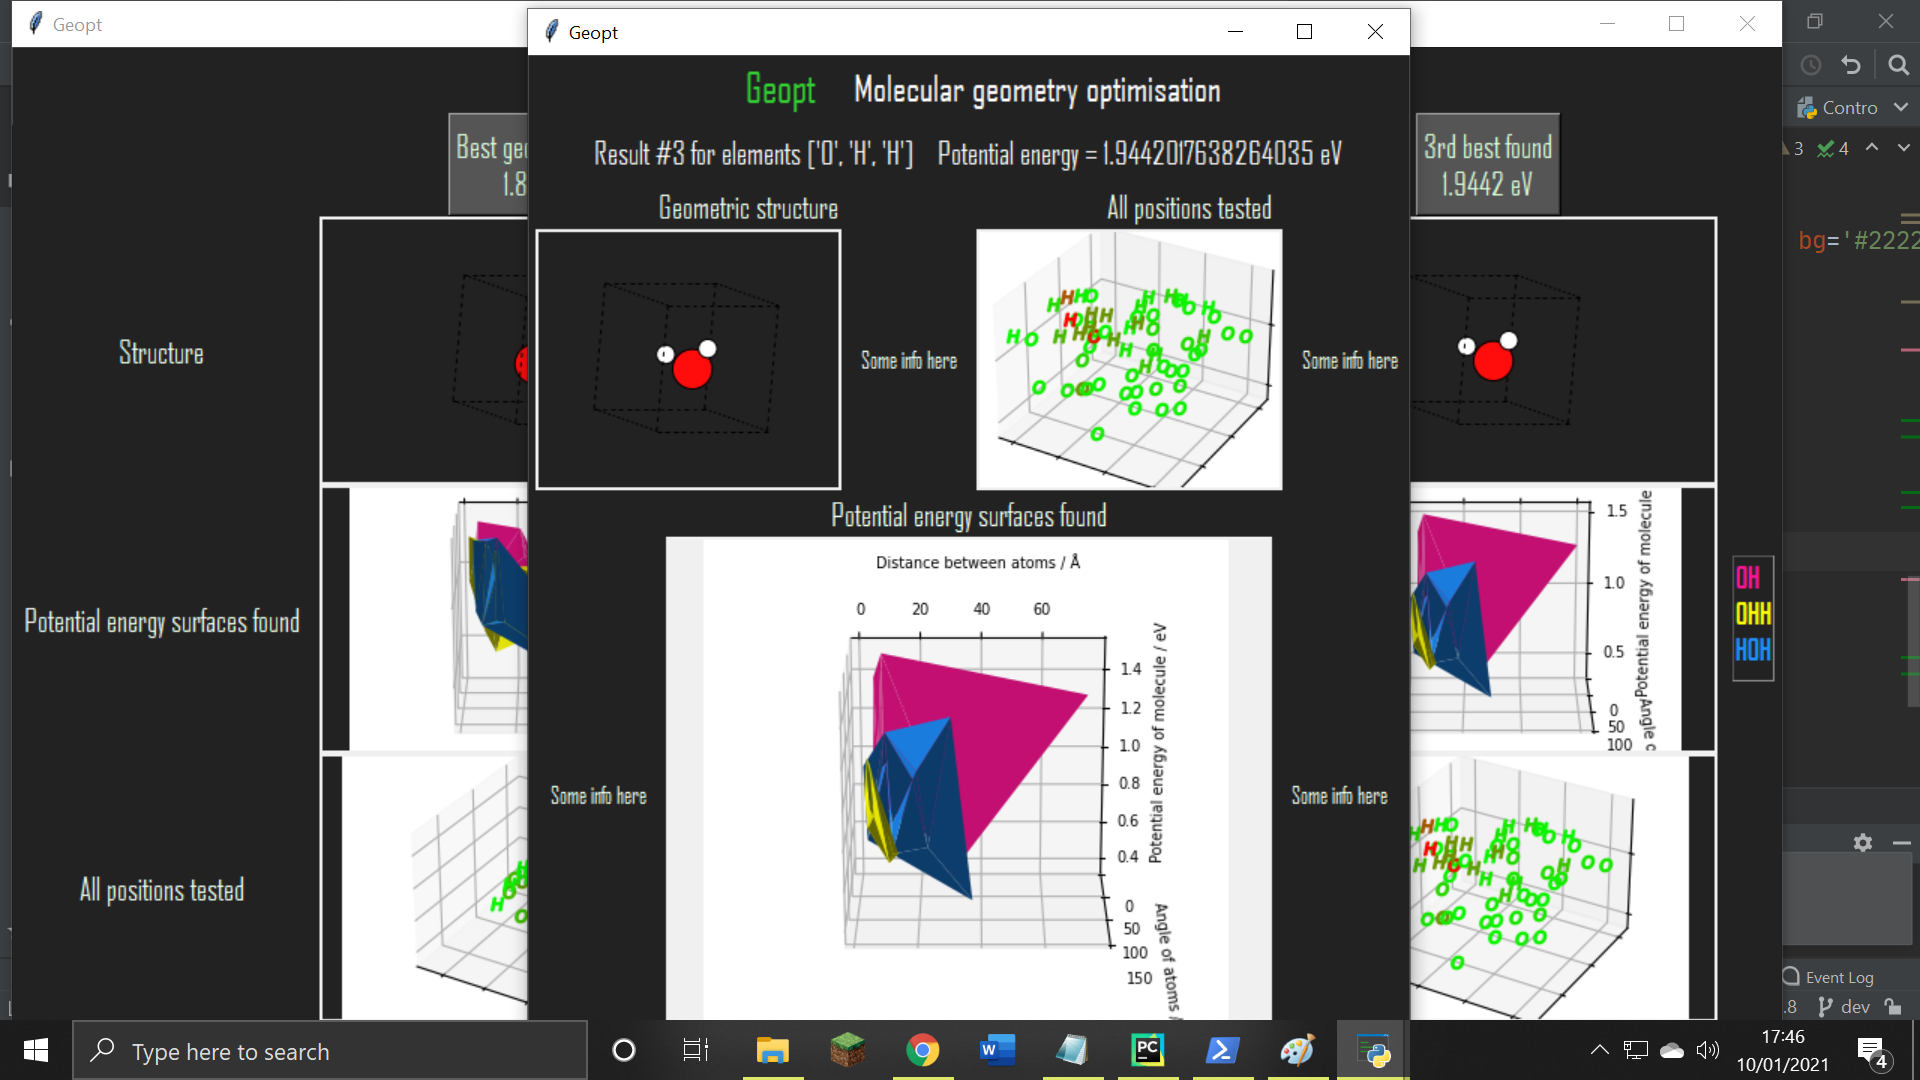 Geopt
Geopt
Geopt Molecular geometry optimisation
Result #3 for elements ['O', 'H', 'H'] Potential energy = 1.9442017638264035 eV
Geometric structure
All positions tested
Some info here
Some info here
Potential energy surfaces found
Distance between atoms / Å
0 20 40 60
1.4
1.2
1.0
0.8
0.6
0.4
Potential energy of molecule / eV
0
50
100
150
Angle of atoms /
Some info here
Some info here
Best
1.8
3rd best found
1.9442 eV
Structure
Potential energy surfaces found
All positions tested
1.5
1.0
0.5
0
50
100
Potential energy of molecule
Angle
OH
OHH
HOH
Contro
3 4
bg='#2222
Event Log
.8 dev
Type here to search
17:46
10/01/2021
4